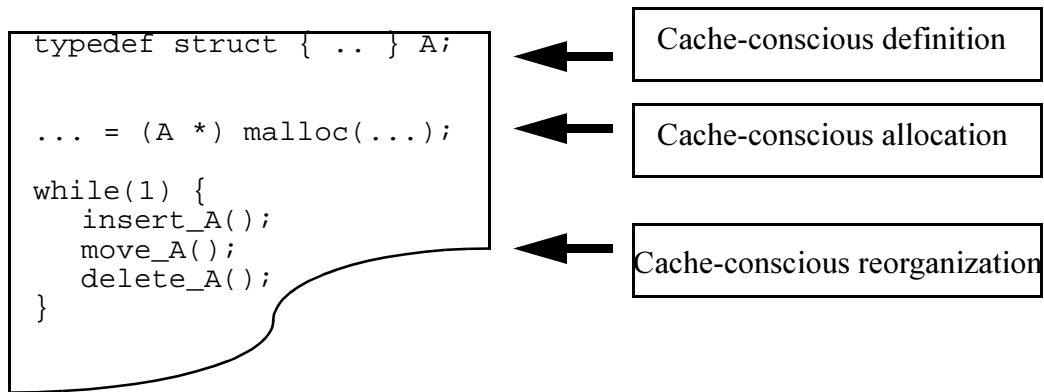 typedef struct { .. } A;
... = (A *) malloc(...);
while(1) {
insert_A();
move_A();
delete_A();
}
Cache-conscious definition
Cache-conscious allocation
Cache-conscious reorganization